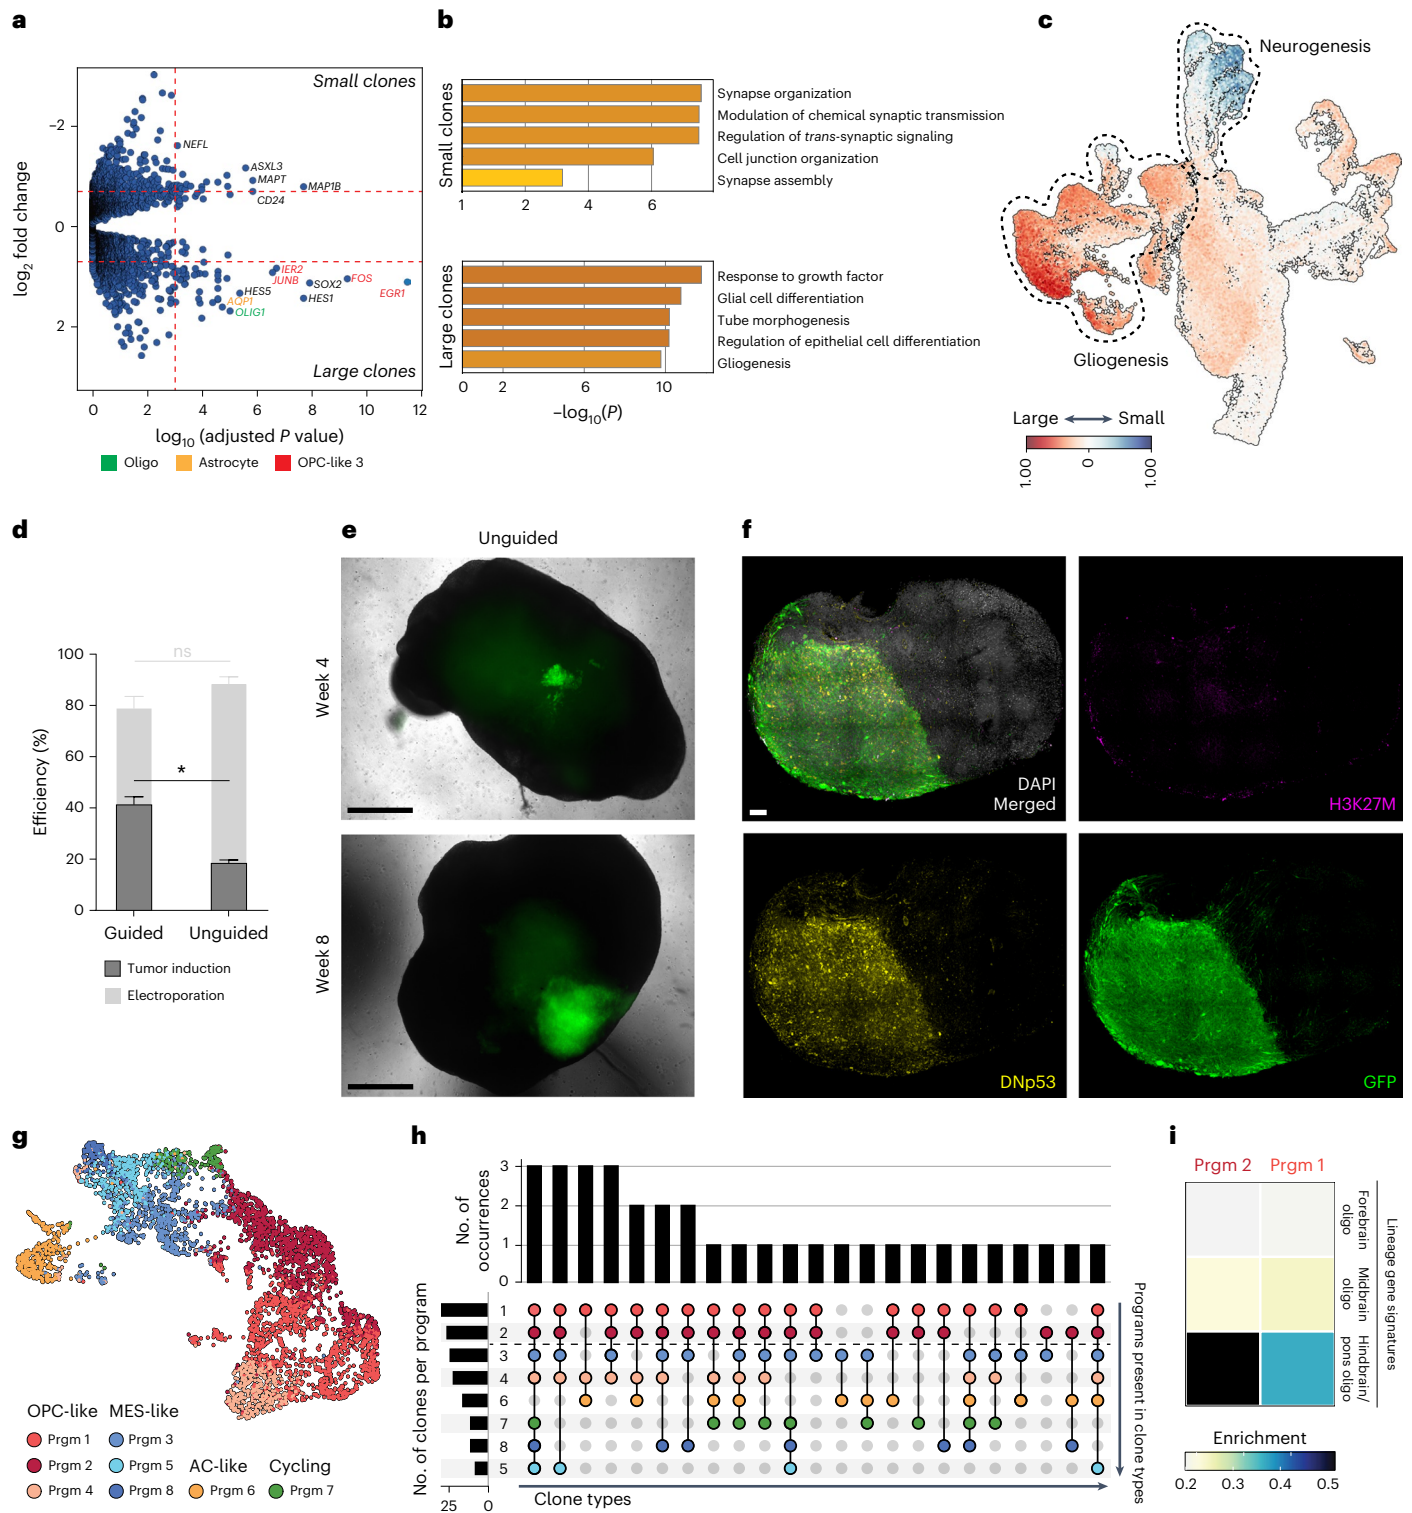 a
Small clones
Large clones
NEFL
ASXL3
MAPT
MAP1B
CD24
IER2
JUNB
FOS
SOX2
EGR1
HES5
HES1
AQP1
OLIG1
−2
0
2
log2 fold change
0 2 4 6 8 10 12
log10 (adjusted P value)
Oligo Astrocyte OPC-like 3
b
Small clones
Synapse organization
Modulation of chemical synaptic transmission
Regulation of trans-synaptic signaling
Cell junction organization
Synapse assembly
1 2 4 6
Large clones
Response to growth factor
Glial cell differentiation
Tube morphogenesis
Regulation of epithelial cell differentiation
Gliogenesis
0 2 6 10
−log10(P)
c
Neurogenesis
Gliogenesis
Large Small
1.00 0 1.00
d
Efficiency (%)
100
80
60
40
20
0
ns
*
Guided Unguided
Tumor induction
Electroporation
e
Unguided
Week 4
Week 8
f
DAPI
Merged
H3K27M
DNp53
GFP
g
OPC-like MES-like
Prgm 1 Prgm 3
Prgm 2 Prgm 5 AC-like Cycling
Prgm 4 Prgm 8 Prgm 6 Prgm 7
h
No. of
occurrences
3
2
1
0
No. of clones per program
1
2
3
4
6
7
8
5
25 0
Clone types
Programs present in clone types
i
Prgm 2 Prgm 1
Forebrain
oligo
Midbrain
oligo
Hindbrain/
pons oligo
Lineage gene signatures
Enrichment
0.2 0.3 0.4 0.5